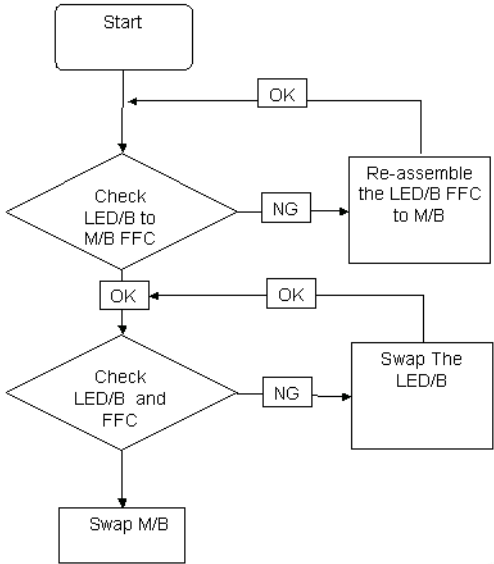 Start
OK
Check
LED/B to
M/B FFC
NG
Re-assemble
the LED/B FFC
to M/B
OK
OK
Check
LED/B and
FFC
NG
Swap The
LED/B
Swap M/B